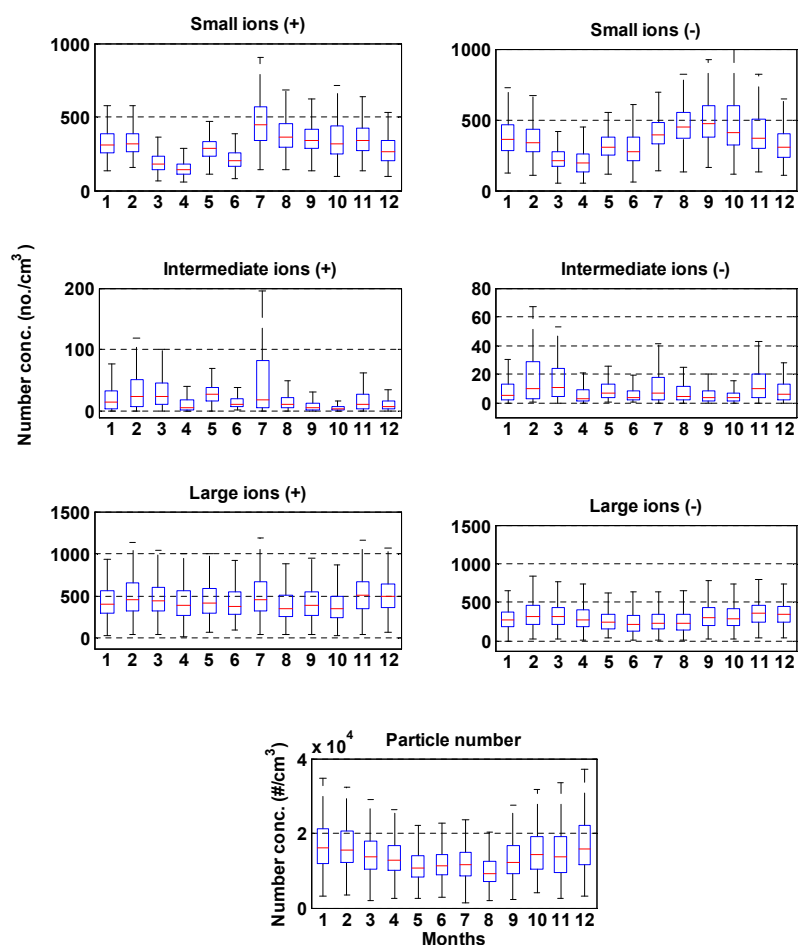 Small ions (+)
1000
500
0
1 2 3 4 5 6 7 8 9 10 11 12
Small ions (-)
1000
500
0
1 2 3 4 5 6 7 8 9 10 11 12
Number conc. (no./cm³)
Intermediate ions (+)
200
100
0
1 2 3 4 5 6 7 8 9 10 11 12
Intermediate ions (-)
80
60
40
20
0
1 2 3 4 5 6 7 8 9 10 11 12
Large ions (+)
1500
1000
500
0
1 2 3 4 5 6 7 8 9 10 11 12
Large ions (-)
1500
1000
500
0
1 2 3 4 5 6 7 8 9 10 11 12
Number conc. (#/cm³)
x 10⁴
Particle number
4
2
0
1 2 3 4 5 6 7 8 9 10 11 12
Months